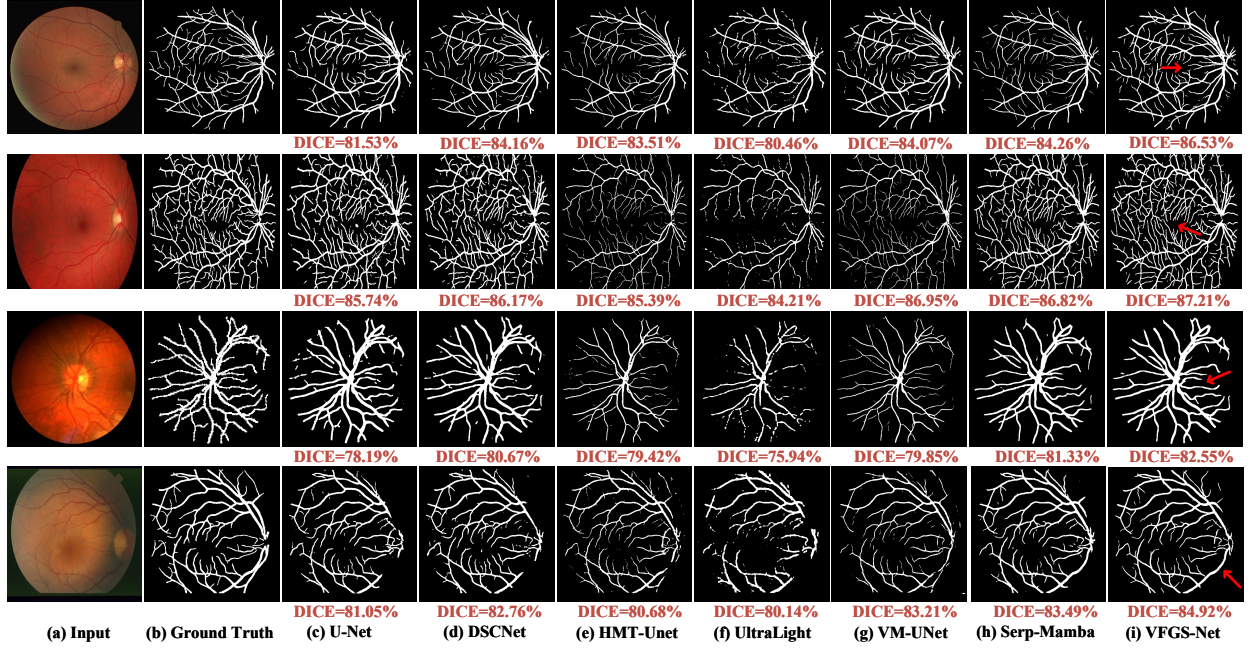 DICE=81.53% DICE=84.16% DICE=83.51% DICE=80.46% DICE=84.07% DICE=84.26% DICE=86.53%
DICE=85.74% DICE=86.17% DICE=85.39% DICE=84.21% DICE=86.95% DICE=86.82% DICE=87.21%
DICE=78.19% DICE=80.67% DICE=79.42% DICE=75.94% DICE=79.85% DICE=81.33% DICE=82.55%
DICE=81.05% DICE=82.76% DICE=80.68% DICE=80.14% DICE=83.21% DICE=83.49% DICE=84.92%
(a) Input (b) Ground Truth (c) U-Net (d) DSCNet (e) HMT-Unet (f) UltraLight (g) VM-UNet (h) Serp-Mamba (i) VFGS-Net